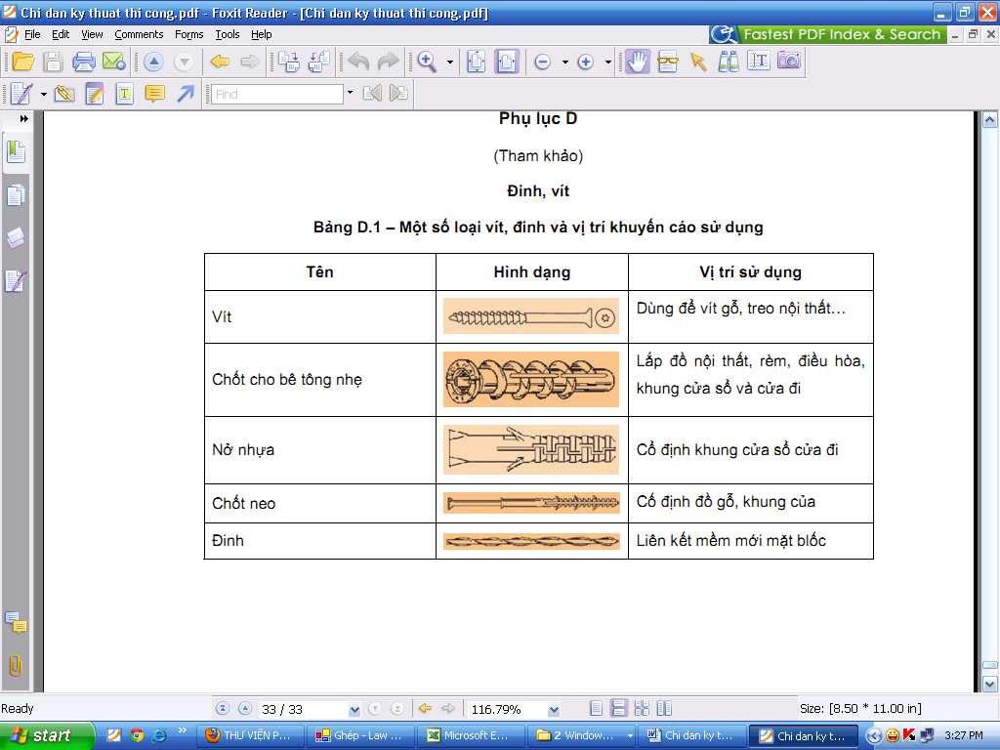 Chi dan ky thuat thi cong.pdf - Foxit Reader - [Chi dan ky thuat thi cong.pdf]
File Edit View Comments Forms Tools Help
Fastest PDF Index & Search
Find
Phụ lục D
(Tham khảo)
Đinh, vít
Bảng D.1 – Một số loại vít, đinh và vị trí khuyến cáo sử dụng
Tên Hình dạng Vị trí sử dụng
Vít Dùng để vít gỗ, treo nội thất…
Chốt cho bê tông nhẹ Lắp đồ nội thất, rèm, điều hòa,
khung cửa sổ và cửa đi
Nở nhựa Cổ định khung cửa sổ cửa đi
Chốt neo Cố định đồ gỗ, khung của
Đinh Liên kết mềm mới mặt blốc
Ready 33 / 33 116.79% Size: [8.50 * 11.00 in]
start THƯ VIỆN P... Ghép - Law ... Microsoft E... 2 Window... Chi dan ky t... Chi dan ky t... 3:27 PM